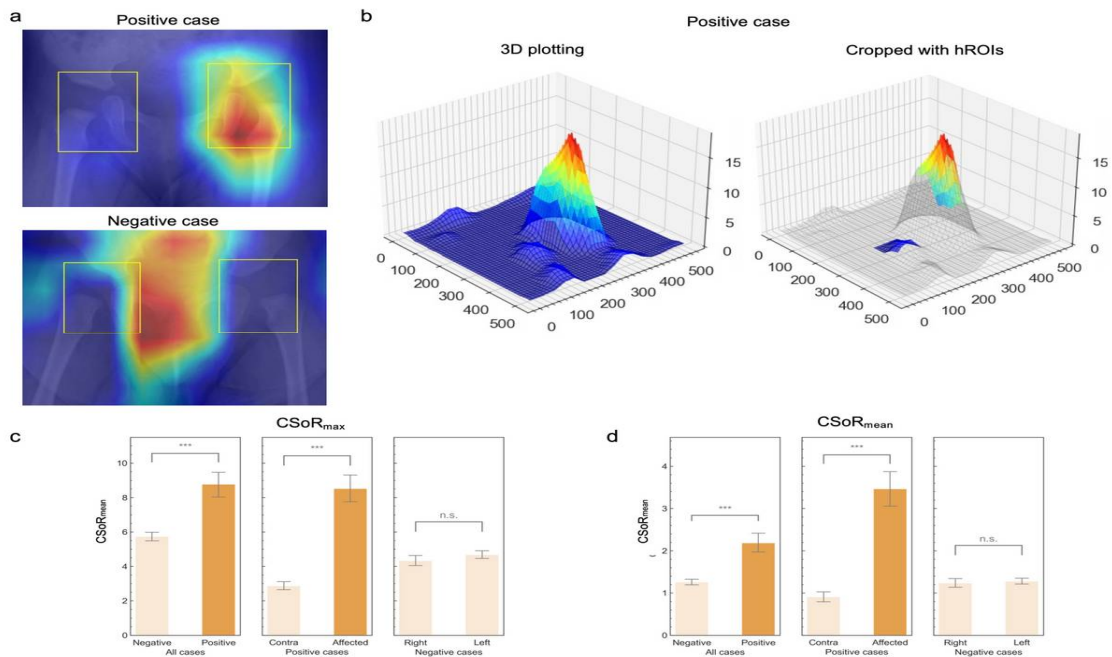 a
Positive case
Negative case
b
Positive case
3D plotting
Cropped with hROIs
15
10
5
0
0
100
200
300
400
500
0
100
200
300
400
500
15
10
5
0
0
100
200
300
400
500
0
100
200
300
400
500
c
CSoRmax
CSoRmean
10
8
6
4
2
0
***
***
n.s.
Negative Positive
All cases
Contra Affected
Positive cases
Right Left
Negative cases
d
CSoRmean
CSoRmean
(
4
3
2
1
0
***
***
n.s.
Negative Positive
All cases
Contra Affected
Positive cases
Right Left
Negative cases